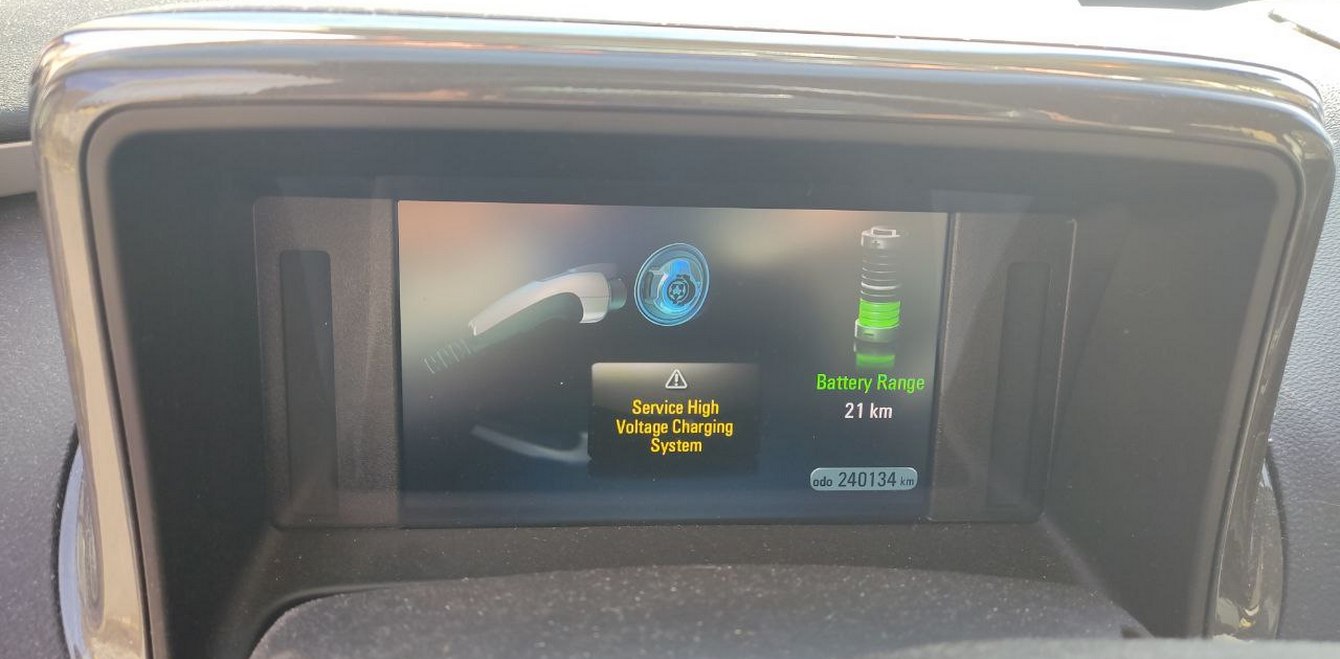 Service High
Voltage Charging
System
Battery Range
21 km
odo 240134 km